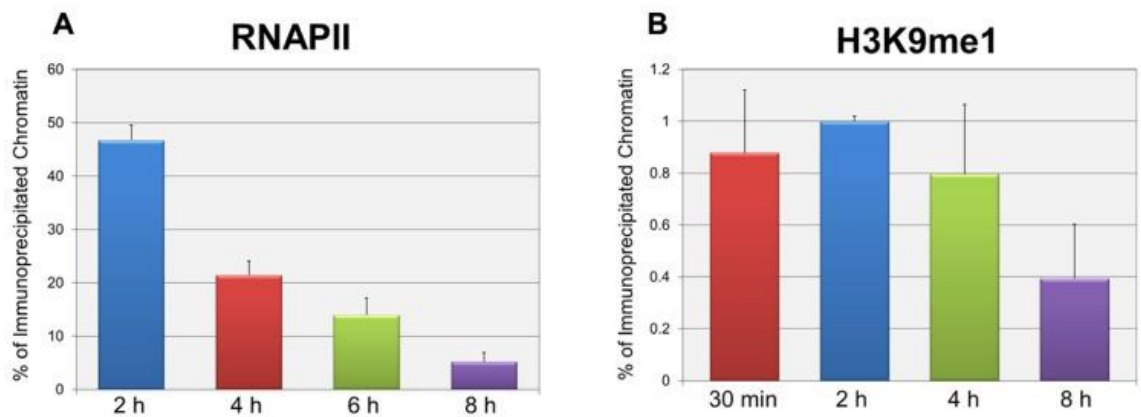 A
RNAPII
% of Immunoprecipitated Chromatin
60
50
40
30
20
10
0
2 h 4 h 6 h 8 h
B
H3K9me1
% of Immunoprecipitated Chromatin
1.2
1
0.8
0.6
0.4
0.2
0
30 min 2 h 4 h 8 h